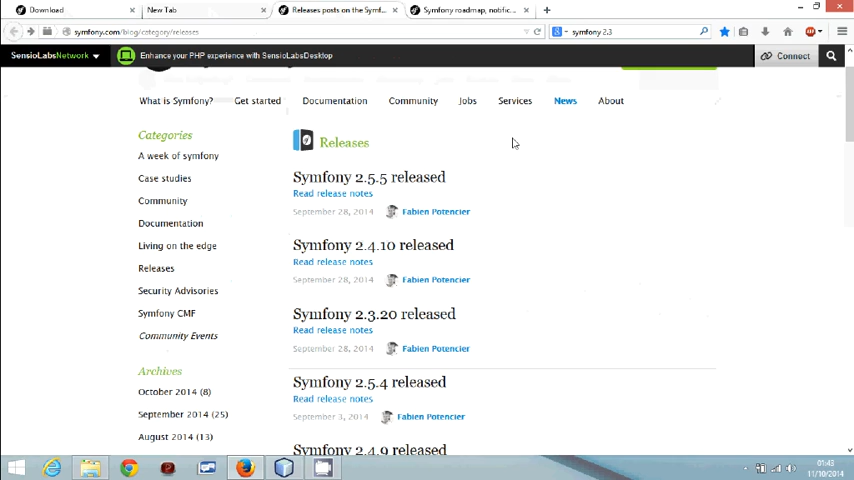 Download
New Tab
Releases posts on the Symf...
Symfony roadmap, notific...
symfony.com/blog/category/releases
symfony 2.3
SensioLabsNetwork
Enhance your PHP experience with SensioLabsDesktop
Connect
What is Symfony?
Get started
Documentation
Community
Jobs
Services
News
About
Categories
A week of symfony
Case studies
Community
Documentation
Living on the edge
Releases
Security Advisories
Symfony CMF
Community Events
Archives
October 2014 (8)
September 2014 (25)
August 2014 (13)
Releases
Symfony 2.5.5 released
Read release notes
September 28, 2014 Fabien Potencier
Symfony 2.4.10 released
Read release notes
September 28, 2014 Fabien Potencier
Symfony 2.3.20 released
Read release notes
September 28, 2014 Fabien Potencier
Symfony 2.5.4 released
Read release notes
September 3, 2014 Fabien Potencier
Symfony 2.4.9 released
01:43
11/10/2014